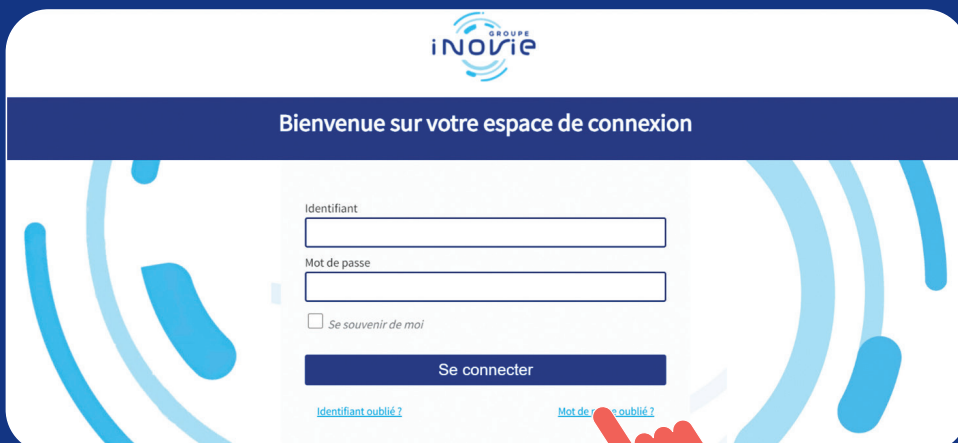 GROUPE
iNOVIE
Bienvenue sur votre espace de connexion
Identifiant
Mot de passe
Se souvenir de moi
Se connecter
Identifiant oublié ?
Mot de oublié ?